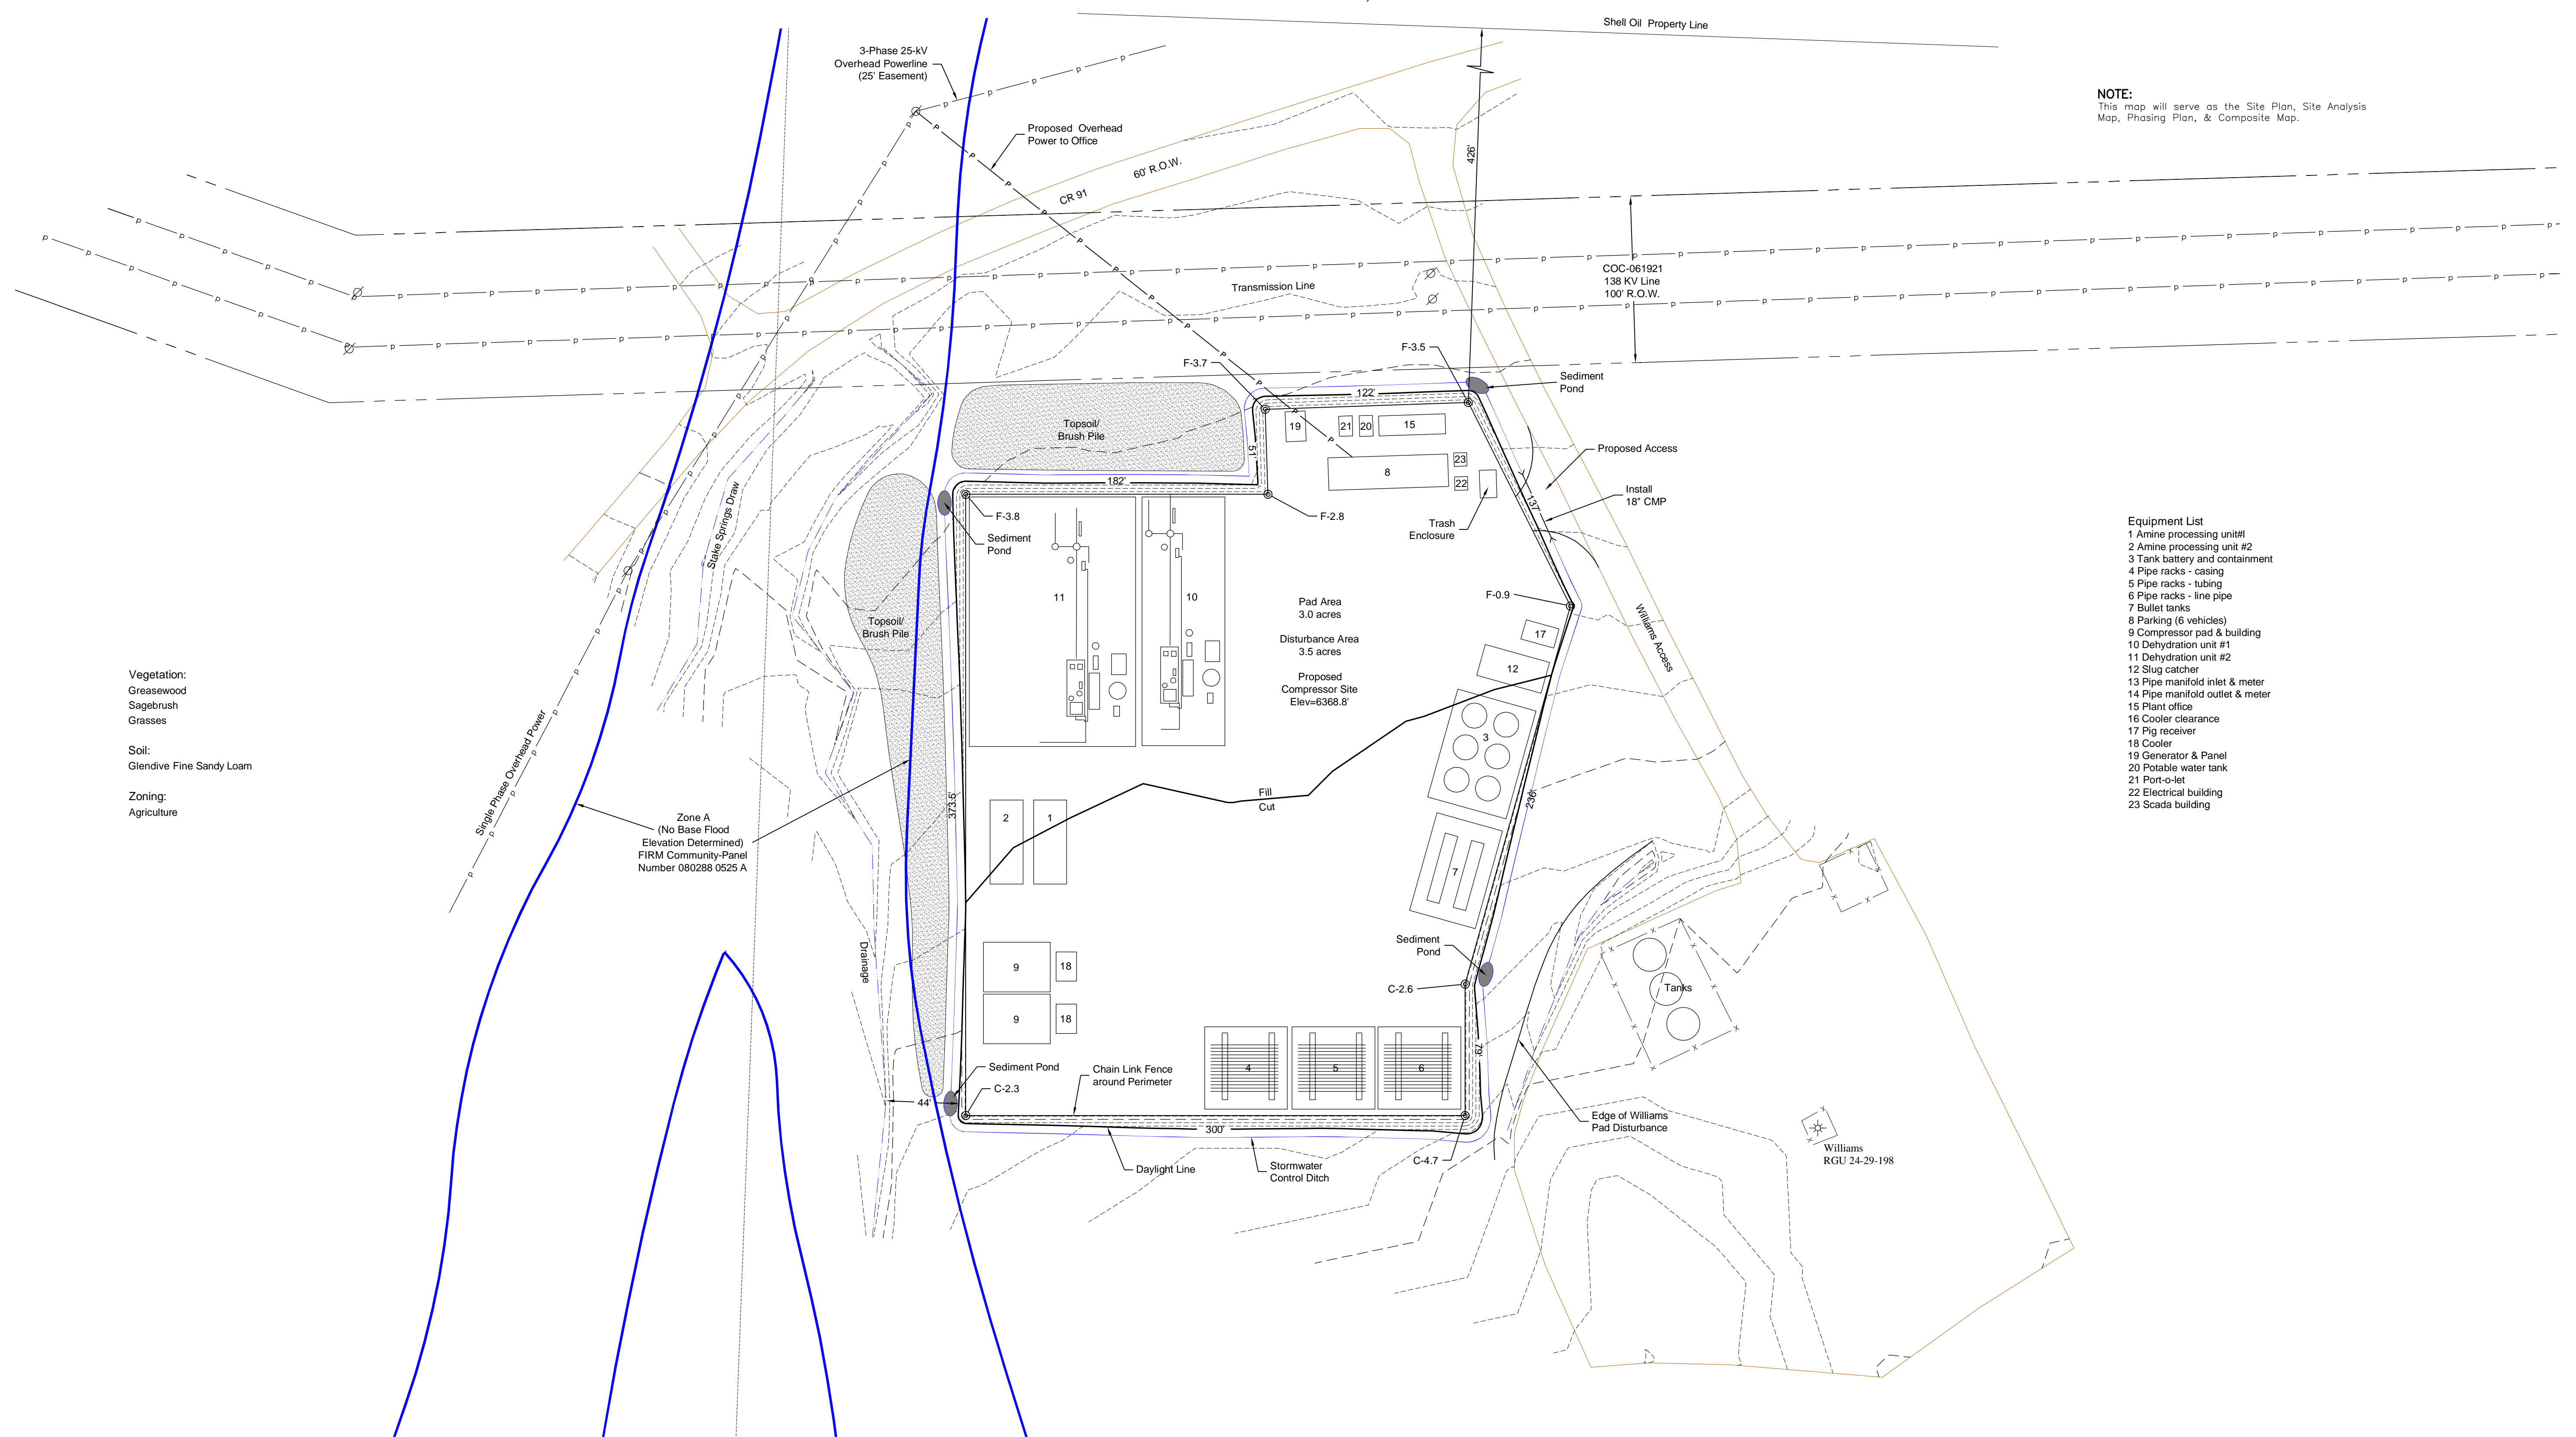 Shell Oil  Property Line
3-Phase 25-kV
Overhead Powerline
(25' Easement)
NOTE:
This map will serve as the Site Plan, Site Analysis
Map, Phasing Plan, & Composite Map.
Proposed  Overhead
Power to Office
CR 91
60' R.O.W.
426'
Transmission Line
COC-061921
138 KV Line
100' R.O.W.
F-3.5
F-3.7
Sediment
Pond
122'
Topsoil/
Brush Pile
51'
19
21
20
15
8
23
22
Proposed Access
137'
Install
18" CMP
Trash
Enclosure
182'
F-3.8
F-2.8
Sediment
Pond
Stake Springs Draw
11
10
Pad Area
3.0 acres
Disturbance Area
3.5 acres
Proposed
Compressor Site
Elev=6368.8'
F-0.9
17
12
3
Williams Access
Topsoil/
Brush Pile
Equipment List
1 Amine processing unit#I
2 Amine processing unit #2
3 Tank battery and containment
4 Pipe racks - casing
5 Pipe racks - tubing
6 Pipe racks - line pipe
7 Bullet tanks
8 Parking (6 vehicles)
9 Compressor pad & building
10 Dehydration unit #1
11 Dehydration unit #2
12 Slug catcher
13 Pipe manifold inlet & meter
14 Pipe manifold outlet & meter
15 Plant office
16 Cooler clearance
17 Pig receiver
18 Cooler
19 Generator & Panel
20 Potable water tank
21 Port-o-let
22 Electrical building
23 Scada building
Vegetation:
Greasewood
Sagebrush
Grasses
Soil:
Glendive Fine Sandy Loam
Zoning:
Agriculture
Single Phase Overhead Power
Zone A
(No Base Flood
Elevation Determined)
FIRM Community-Panel
Number 080288 0525 A
373.6'
Fill
Cut
236'
2
1
7
Drainage
9
18
9
18
Sediment
Pond
C-2.6
Tanks
4
5
6
79'
Sediment Pond
C-2.3
44'
Chain Link Fence
around Perimeter
300'
Daylight Line
Stormwater
Control Ditch
C-4.7
Edge of Williams
Pad Disturbance
Williams
RGU 24-29-198